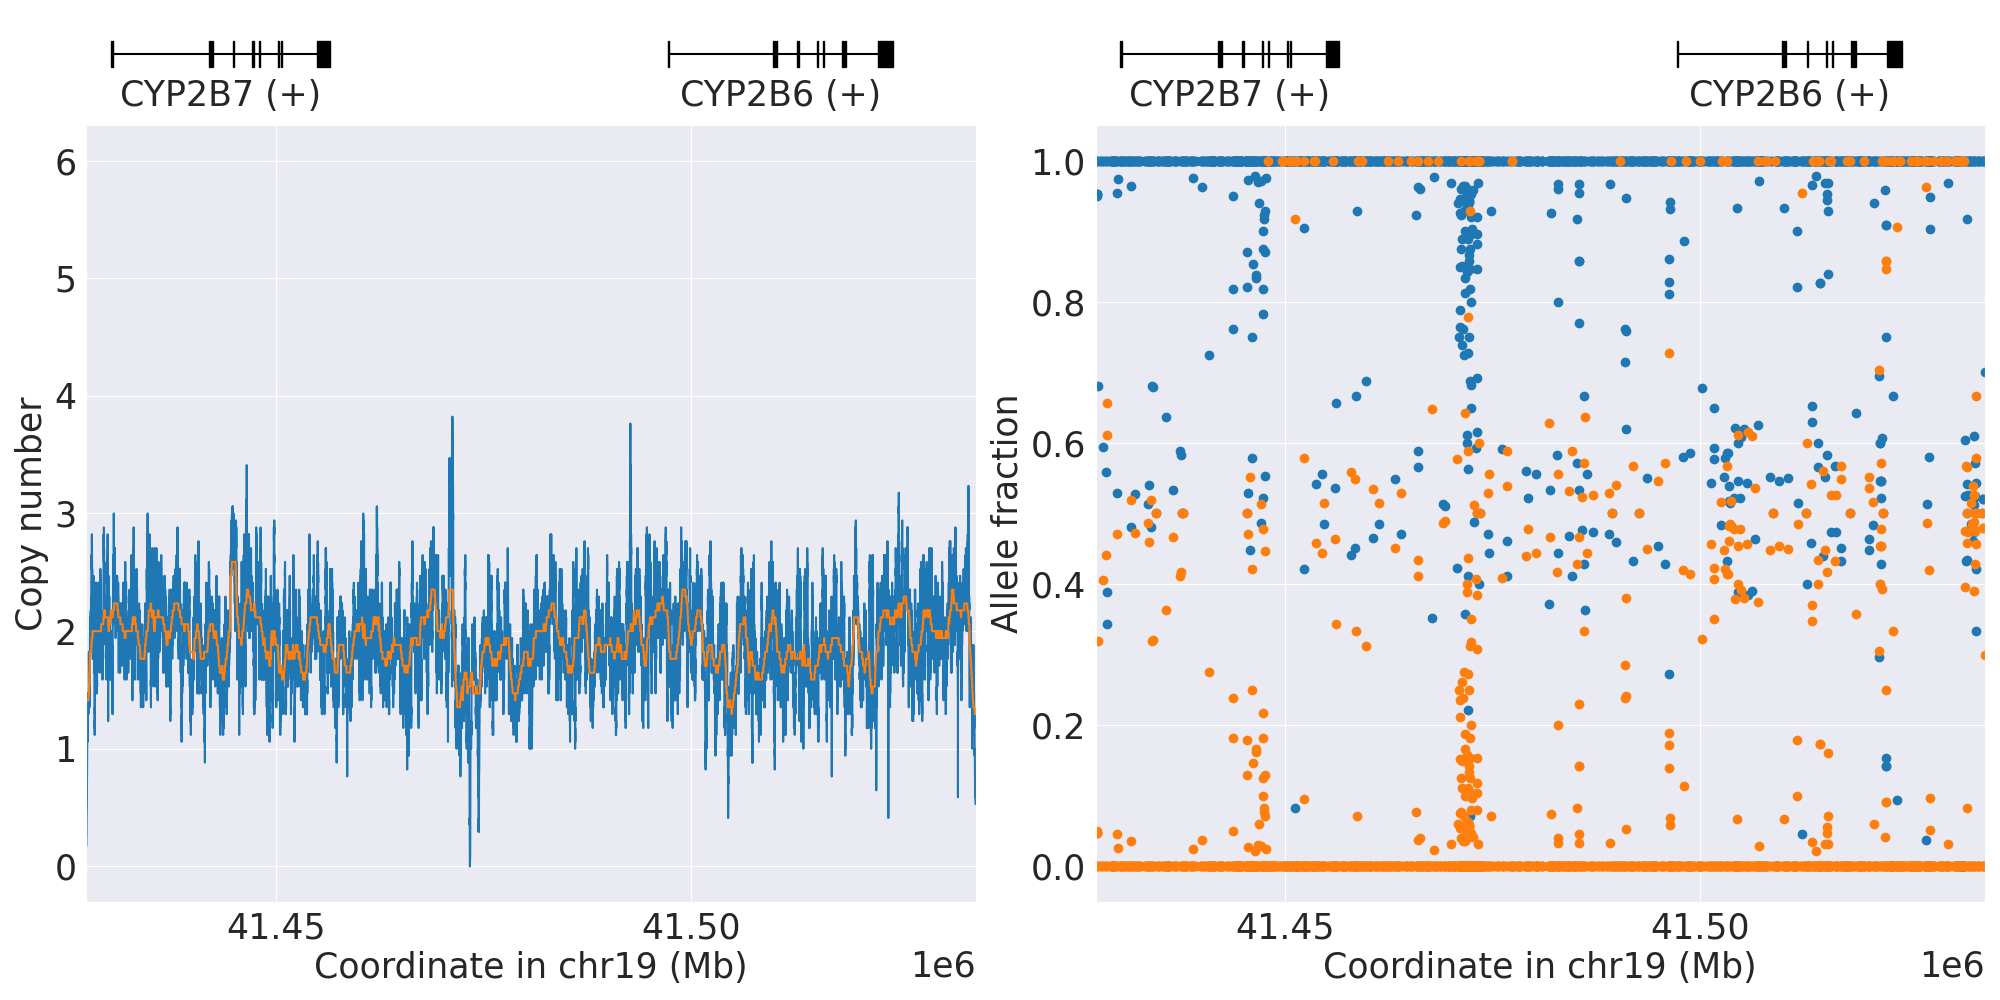 CYP2B7 (+)
CYP2B6 (+)
6
5
4
3
2
1
0
Copy number
41.45
41.50
Coordinate in chr19 (Mb)
1e6
CYP2B7 (+)
CYP2B6 (+)
1.0
0.8
0.6
0.4
0.2
0.0
Allele fraction
41.45
41.50
Coordinate in chr19 (Mb)
1e6